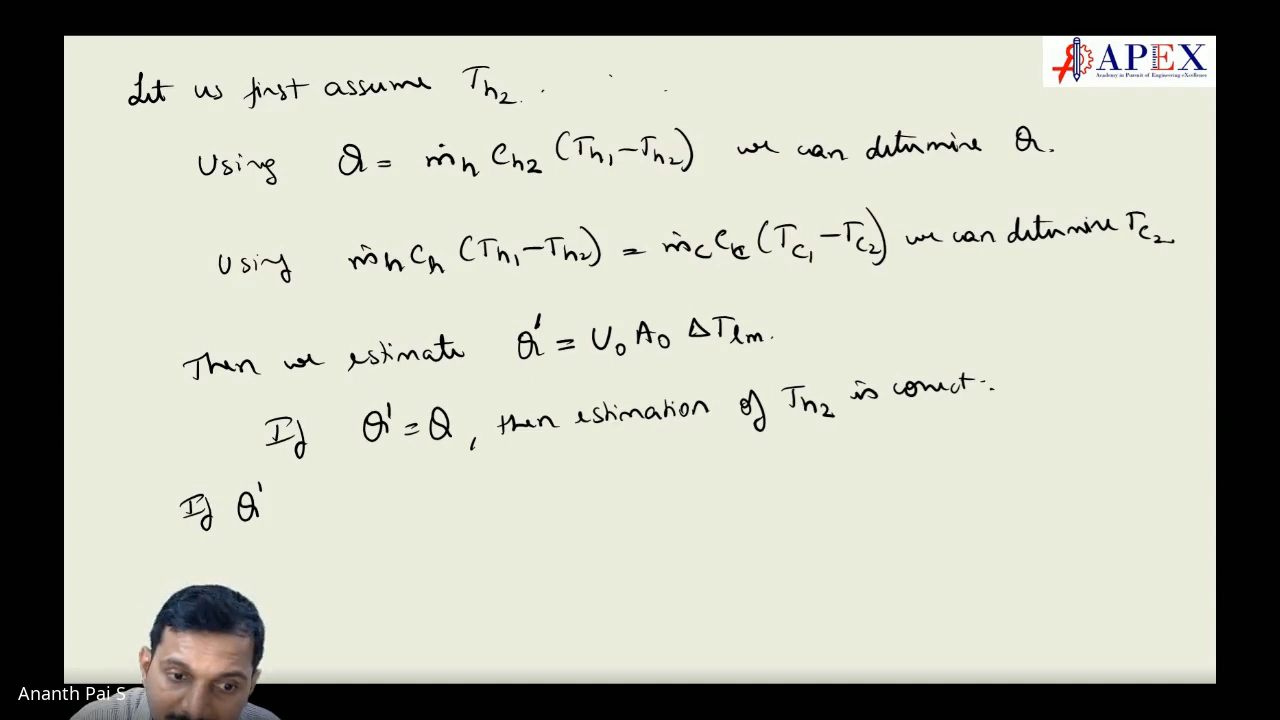 APEX
Academy in Pursuit of Engineering eXcellence
Let us first assume Th2.
Using Q = ṁh Ch2 (Th1-Th2) we can determine Q.
Using ṁh Ch (Th1-Th2) = ṁc Cc (Tc1-Tc2) we can determine Tc2
Then we estimate Q' = U0 A0 ΔTlm.
If Q' = Q, then estimation of Th2 is correct.
If Q'
Ananth Pai S